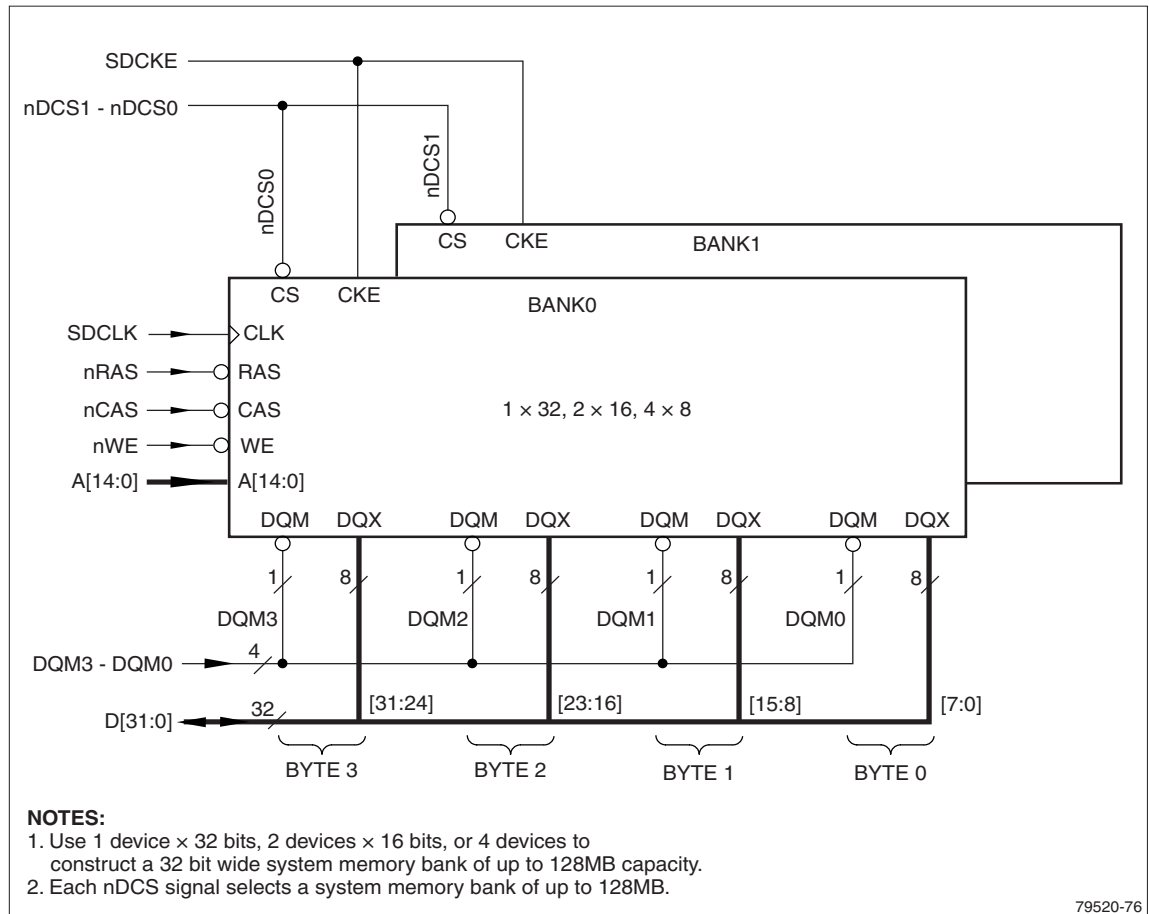 SDCKE
nDCS1 - nDCS0
nDCS0
nDCS1
CS CKE BANK1
CS CKE BANK0
SDCLK CLK
nRAS RAS
nCAS CAS
1 × 32, 2 × 16, 4 × 8
nWE WE
A[14:0] A[14:0]
DQM DQX DQM DQX DQM DQX DQM DQX
1 8 1 8 1 8 1 8
DQM3 DQM2 DQM1 DQM0
DQM3 - DQM0 4
D[31:0] 32 [31:24] [23:16] [15:8] [7:0]
BYTE 3 BYTE 2 BYTE 1 BYTE 0
NOTES:
1. Use 1 device × 32 bits, 2 devices × 16 bits, or 4 devices to
construct a 32 bit wide system memory bank of up to 128MB capacity.
2. Each nDCS signal selects a system memory bank of up to 128MB.
79520-76